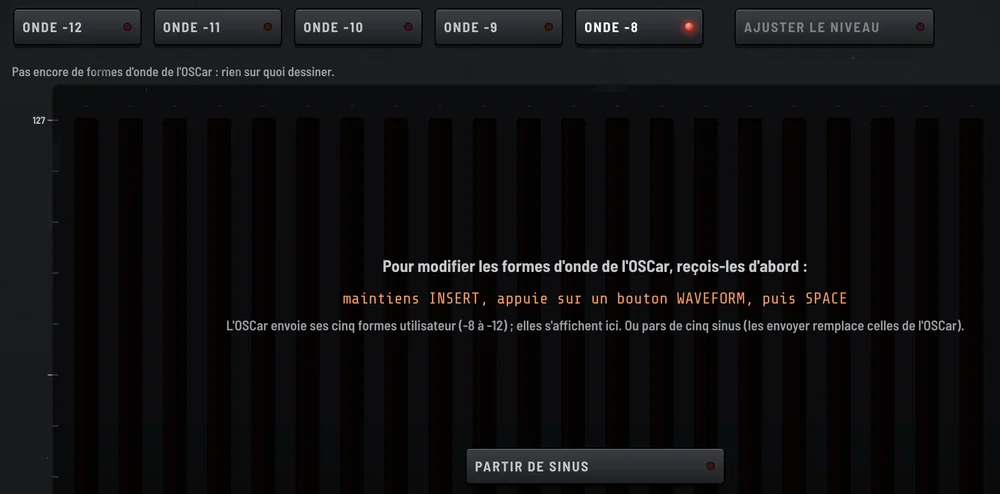 ONDE -12 ONDE -11 ONDE -10 ONDE -9 ONDE -8 AJUSTER LE NIVEAU
Pas encore de formes d'onde de l'OSCar : rien sur quoi dessiner.
127
Pour modifier les formes d'onde de l'OSCar, reçois-les d'abord :
maintiens INSERT, appuie sur un bouton WAVEFORM, puis SPACE
L'OSCar envoie ses cinq formes utilisateur (-8 à -12) ; elles s'affichent ici. Ou pars de cinq sinus (les envoyer remplace celles de l'OSCar).
PARTIR DE SINUS